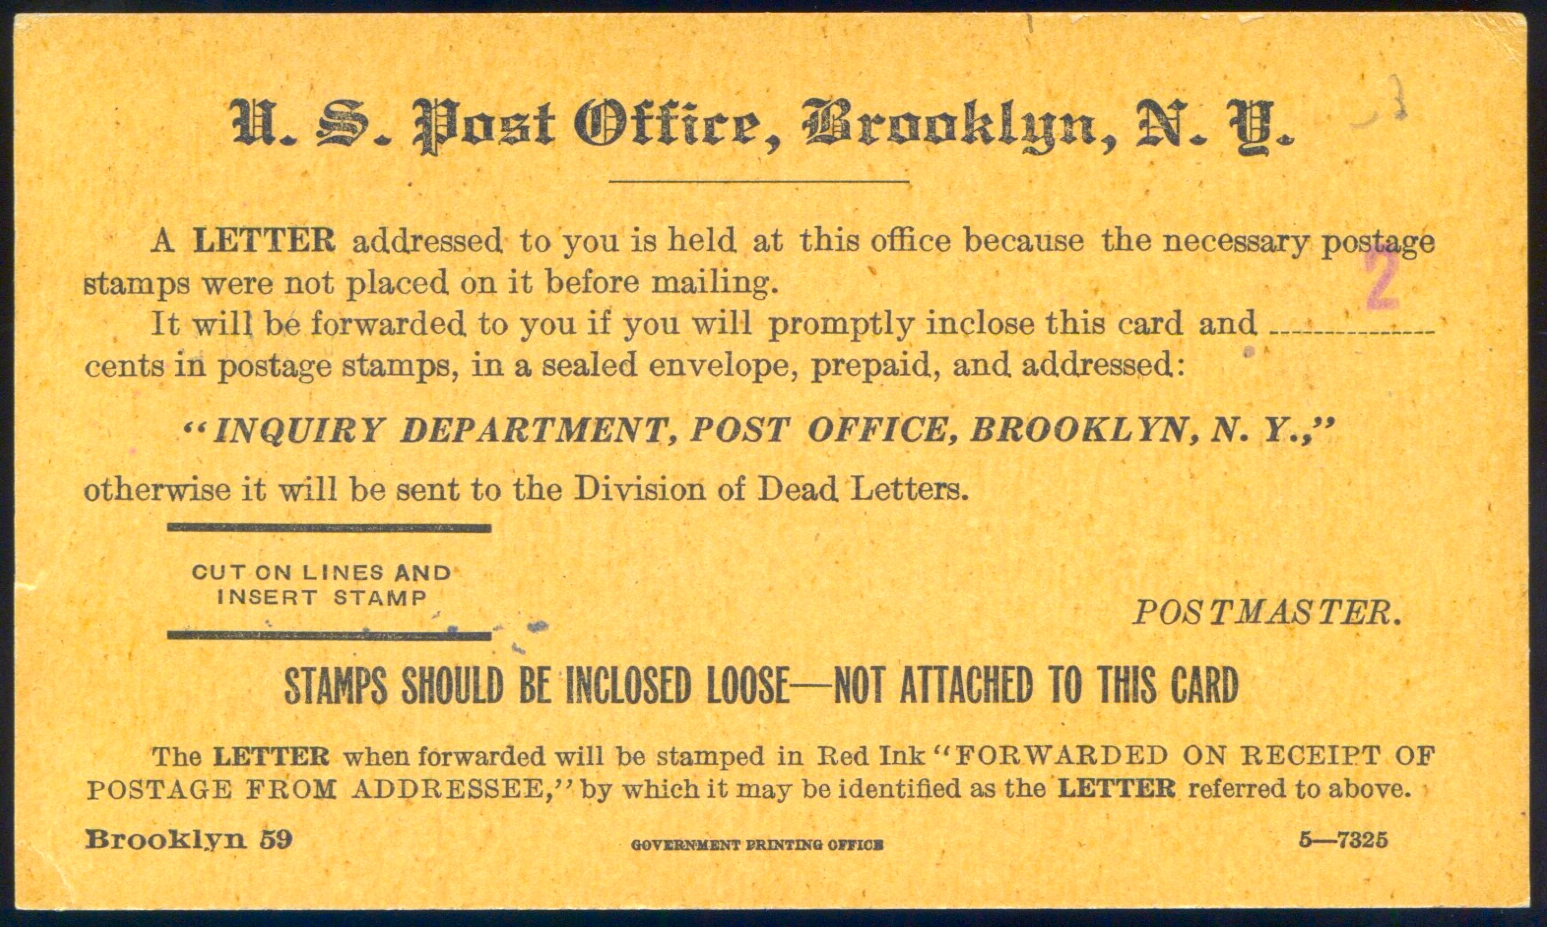 U. S. Post Office, Brooklyn, N. Y.
A LETTER addressed to you is held at this office because the necessary postage
stamps were not placed on it before mailing.
2
It will be forwarded to you if you will promptly inclose this card and ................
cents in postage stamps, in a sealed envelope, prepaid, and addressed:
“INQUIRY DEPARTMENT, POST OFFICE, BROOKLYN, N. Y.,”
otherwise it will be sent to the Division of Dead Letters.
CUT ON LINES AND
INSERT STAMP
POSTMASTER.
STAMPS SHOULD BE INCLOSED LOOSE—NOT ATTACHED TO THIS CARD
The LETTER when forwarded will be stamped in Red Ink “FORWARDED ON RECEIPT OF
POSTAGE FROM ADDRESSEE,” by which it may be identified as the LETTER referred to above.
Brooklyn 59
GOVERNMENT PRINTING OFFICE
5—7325